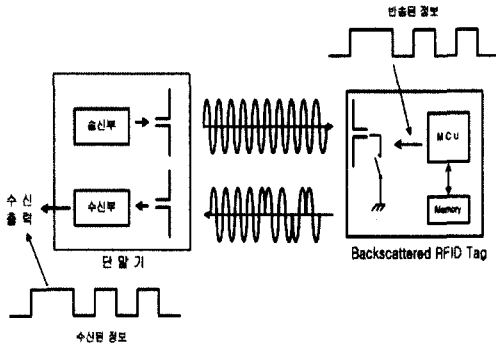 반송된 정보
송신부
MCU
수신
출력
수신부
Memory
단말기
Backscattered RFID Tag
수신된 정보